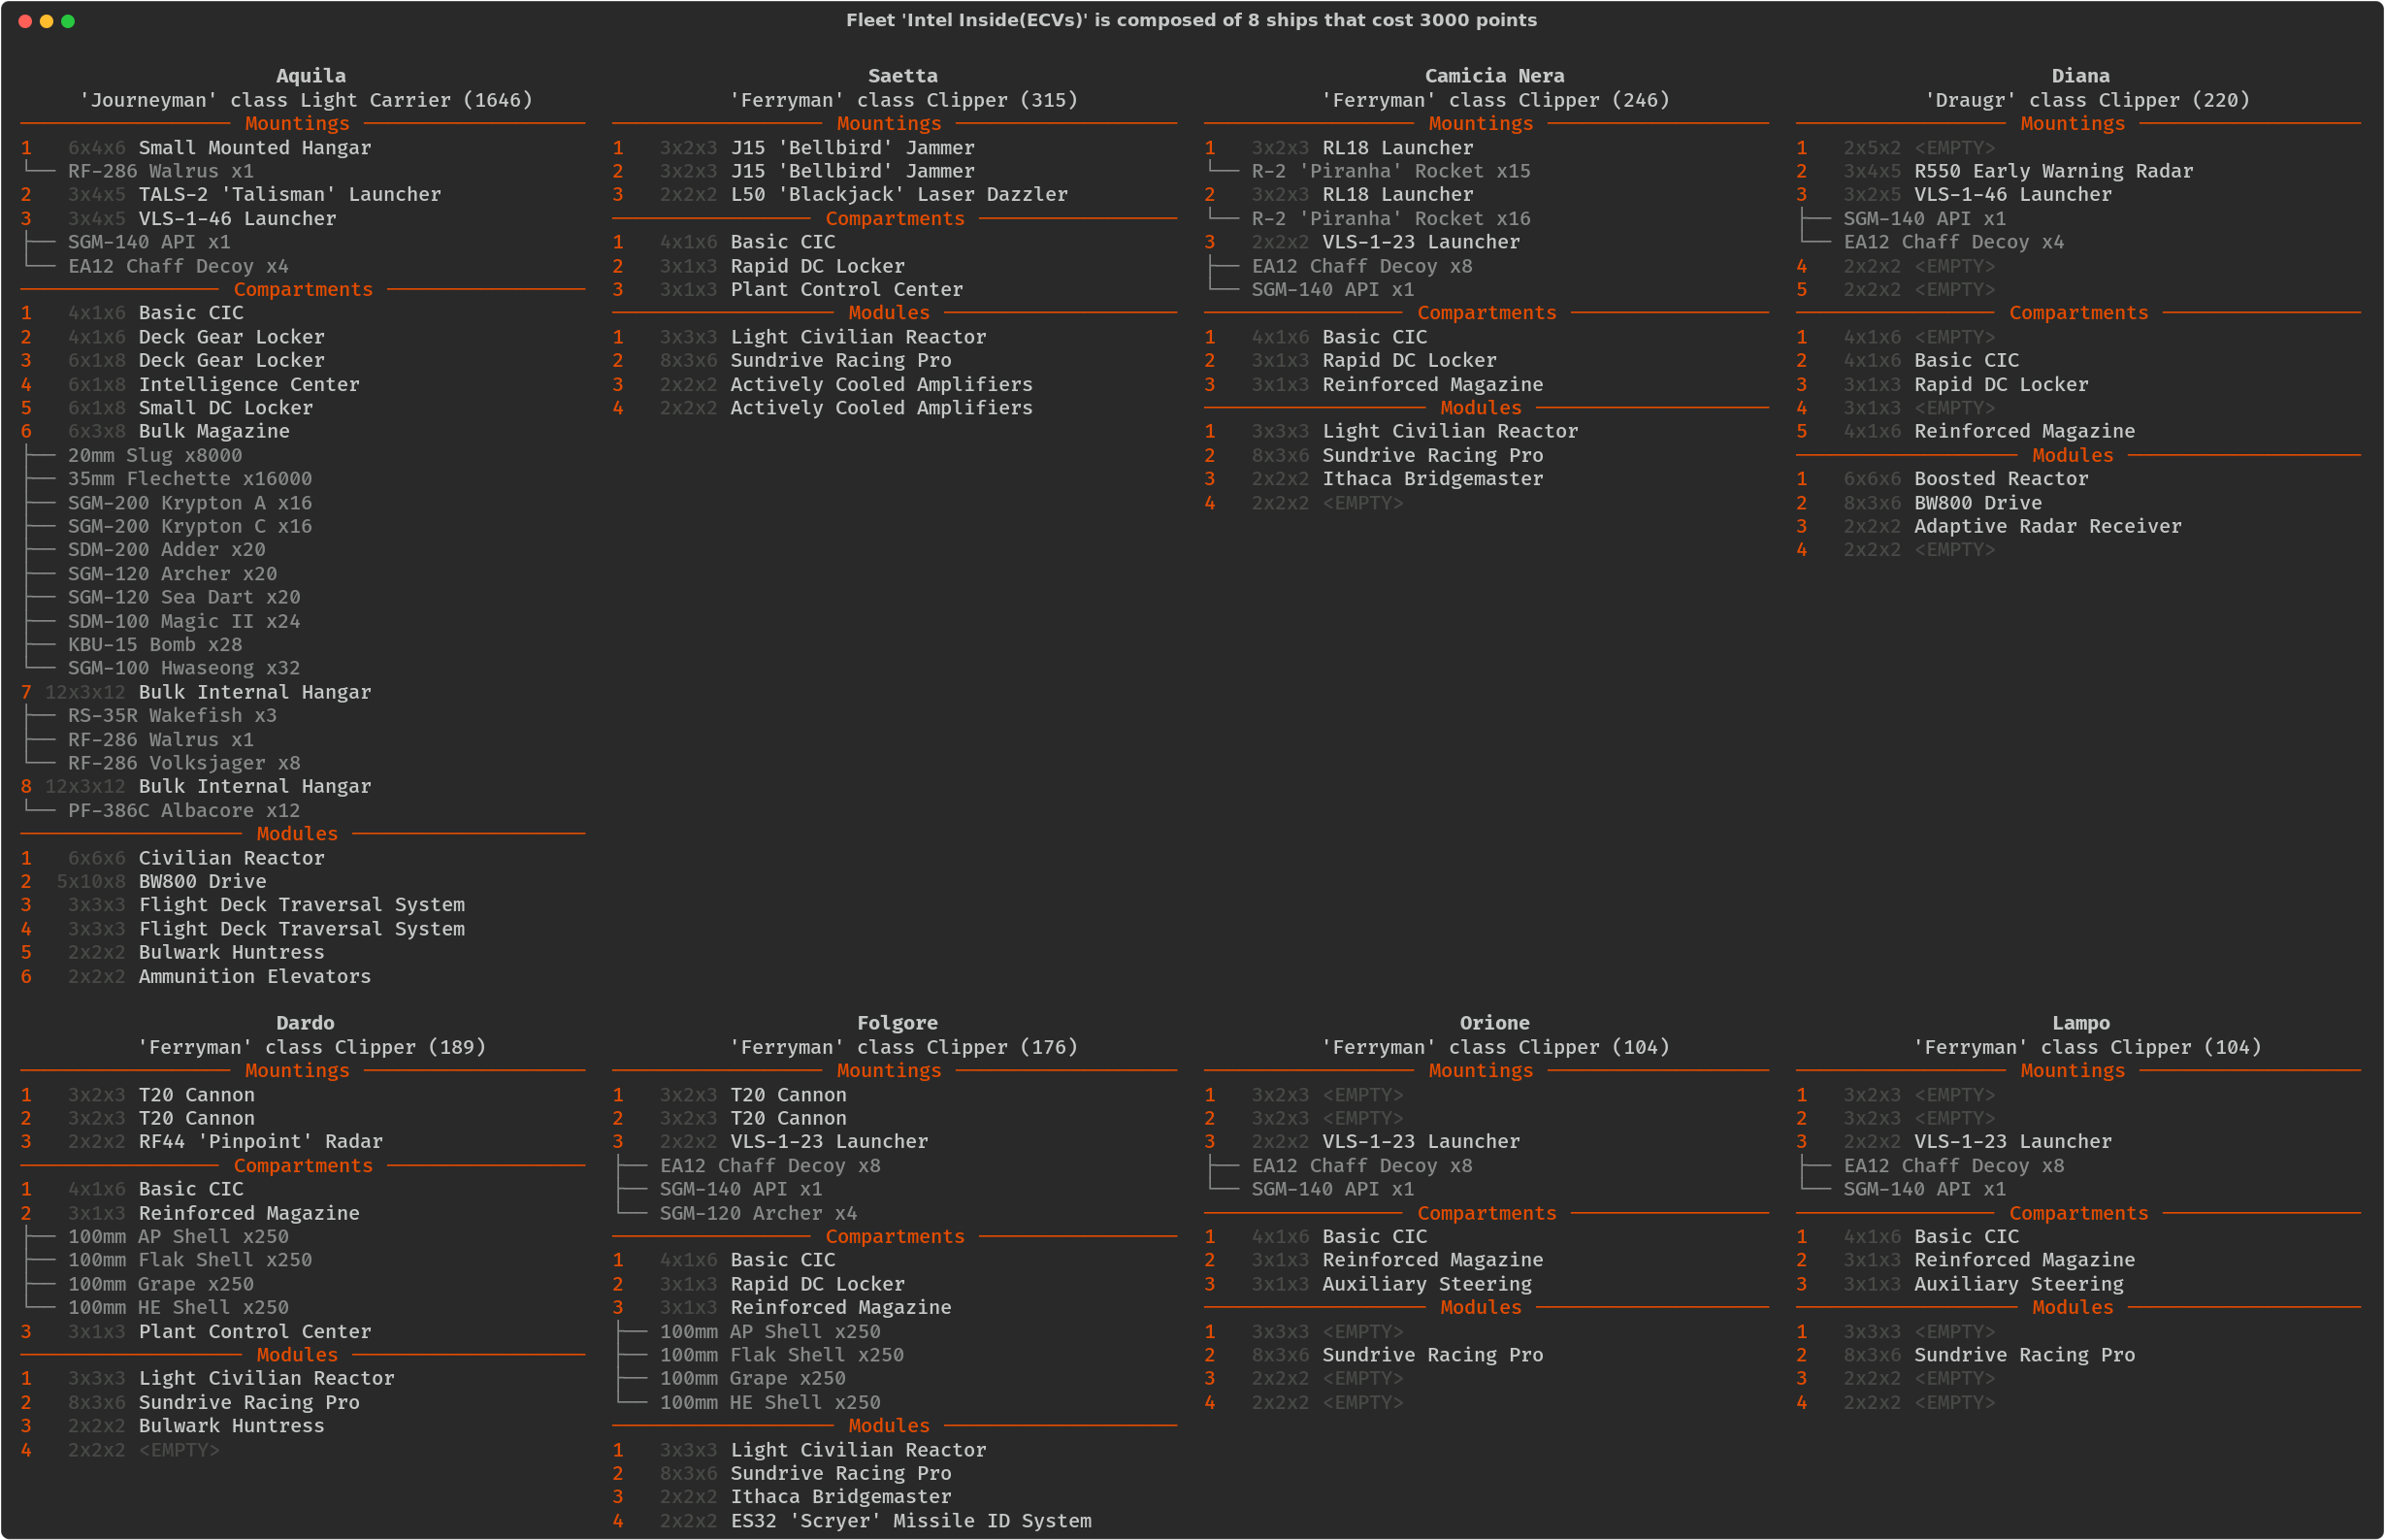 Fleet 'Intel Inside(ECVs)' is composed of 8 ships that cost 3000 points
Aquila
'Journeyman' class Light Carrier (1646)
Mountings
1 6x4x6 Small Mounted Hangar
RF-286 Walrus x1
2 3x4x5 TALS-2 'Talisman' Launcher
3 3x4x5 VLS-1-46 Launcher
SGM-140 API x1
EA12 Chaff Decoy x4
Compartments
1 4x1x6 Basic CIC
2 4x1x6 Deck Gear Locker
3 6x1x8 Deck Gear Locker
4 6x1x8 Intelligence Center
5 6x1x8 Small DC Locker
6 6x3x8 Bulk Magazine
20mm Slug x8000
35mm Flechette x16000
SGM-200 Krypton A x16
SGM-200 Krypton C x16
SDM-200 Adder x20
SGM-120 Archer x20
SGM-120 Sea Dart x20
SDM-100 Magic II x24
KBU-15 Bomb x28
SGM-100 Hwaseong x32
7 12x3x12 Bulk Internal Hangar
RS-35R Wakefish x3
RF-286 Walrus x1
RF-286 Volksjager x8
8 12x3x12 Bulk Internal Hangar
PF-386C Albacore x12
Modules
1 6x6x6 Civilian Reactor
2 5x10x8 BW800 Drive
3 3x3x3 Flight Deck Traversal System
4 3x3x3 Flight Deck Traversal System
5 2x2x2 Bulwark Huntress
6 2x2x2 Ammunition Elevators
Saetta
'Ferryman' class Clipper (315)
Mountings
1 3x2x3 J15 'Bellbird' Jammer
2 3x2x3 J15 'Bellbird' Jammer
3 2x2x2 L50 'Blackjack' Laser Dazzler
Compartments
1 4x1x6 Basic CIC
2 3x1x3 Rapid DC Locker
3 3x1x3 Plant Control Center
Modules
1 3x3x3 Light Civilian Reactor
2 8x3x6 Sundrive Racing Pro
3 2x2x2 Actively Cooled Amplifiers
4 2x2x2 Actively Cooled Amplifiers
Camicia Nera
'Ferryman' class Clipper (246)
Mountings
1 3x2x3 RL18 Launcher
R-2 'Piranha' Rocket x15
2 3x2x3 RL18 Launcher
R-2 'Piranha' Rocket x16
3 2x2x2 VLS-1-23 Launcher
EA12 Chaff Decoy x8
SGM-140 API x1
Compartments
1 4x1x6 Basic CIC
2 3x1x3 Rapid DC Locker
3 3x1x3 Reinforced Magazine
Modules
1 3x3x3 Light Civilian Reactor
2 8x3x6 Sundrive Racing Pro
3 2x2x2 Ithaca Bridgemaster
4 2x2x2 <EMPTY>
Diana
'Draugr' class Clipper (220)
Mountings
1 2x5x2 <EMPTY>
2 3x4x5 R550 Early Warning Radar
3 3x2x5 VLS-1-46 Launcher
SGM-140 API x1
EA12 Chaff Decoy x4
4 2x2x2 <EMPTY>
5 2x2x2 <EMPTY>
Compartments
1 4x1x6 <EMPTY>
2 4x1x6 Basic CIC
3 3x1x3 Rapid DC Locker
4 3x1x3 <EMPTY>
5 4x1x6 Reinforced Magazine
Modules
1 6x6x6 Boosted Reactor
2 8x3x6 BW800 Drive
3 2x2x2 Adaptive Radar Receiver
4 2x2x2 <EMPTY>
Dardo
'Ferryman' class Clipper (189)
Mountings
1 3x2x3 T20 Cannon
2 3x2x3 T20 Cannon
3 2x2x2 RF44 'Pinpoint' Radar
Compartments
1 4x1x6 Basic CIC
2 3x1x3 Reinforced Magazine
100mm AP Shell x250
100mm Flak Shell x250
100mm Grape x250
100mm HE Shell x250
3 3x1x3 Plant Control Center
Modules
1 3x3x3 Light Civilian Reactor
2 8x3x6 Sundrive Racing Pro
3 2x2x2 Bulwark Huntress
4 2x2x2 <EMPTY>
Folgore
'Ferryman' class Clipper (176)
Mountings
1 3x2x3 T20 Cannon
2 3x2x3 T20 Cannon
3 2x2x2 VLS-1-23 Launcher
EA12 Chaff Decoy x8
SGM-140 API x1
SGM-120 Archer x4
Compartments
1 4x1x6 Basic CIC
2 3x1x3 Rapid DC Locker
3 3x1x3 Reinforced Magazine
100mm AP Shell x250
100mm Flak Shell x250
100mm Grape x250
100mm HE Shell x250
Modules
1 3x3x3 Light Civilian Reactor
2 8x3x6 Sundrive Racing Pro
3 2x2x2 Ithaca Bridgemaster
4 2x2x2 ES32 'Scryer' Missile ID System
Orione
'Ferryman' class Clipper (104)
Mountings
1 3x2x3 <EMPTY>
2 3x2x3 <EMPTY>
3 2x2x2 VLS-1-23 Launcher
EA12 Chaff Decoy x8
SGM-140 API x1
Compartments
1 4x1x6 Basic CIC
2 3x1x3 Reinforced Magazine
3 3x1x3 Auxiliary Steering
Modules
1 3x3x3 <EMPTY>
2 8x3x6 Sundrive Racing Pro
3 2x2x2 <EMPTY>
4 2x2x2 <EMPTY>
Lampo
'Ferryman' class Clipper (104)
Mountings
1 3x2x3 <EMPTY>
2 3x2x3 <EMPTY>
3 2x2x2 VLS-1-23 Launcher
EA12 Chaff Decoy x8
SGM-140 API x1
Compartments
1 4x1x6 Basic CIC
2 3x1x3 Reinforced Magazine
3 3x1x3 Auxiliary Steering
Modules
1 3x3x3 <EMPTY>
2 8x3x6 Sundrive Racing Pro
3 2x2x2 <EMPTY>
4 2x2x2 <EMPTY>